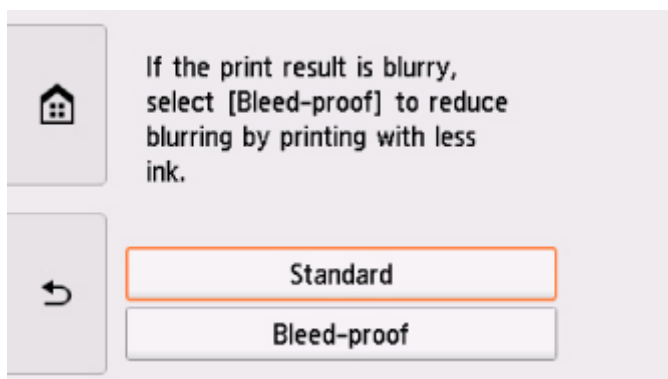 If the print result is blurry,
select [Bleed-proof] to reduce
blurring by printing with less
ink.
Standard
Bleed-proof